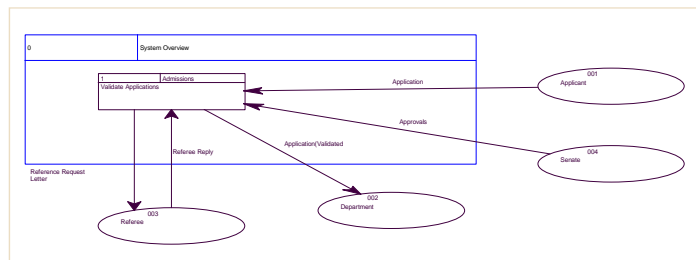 0
System Overview
1
Admissions
Validate Applications
Application
001
Applicant
Approvals
004
Senate
Referee Reply
Application(Validated
Reference Request
Letter
003
Referee
002
Department